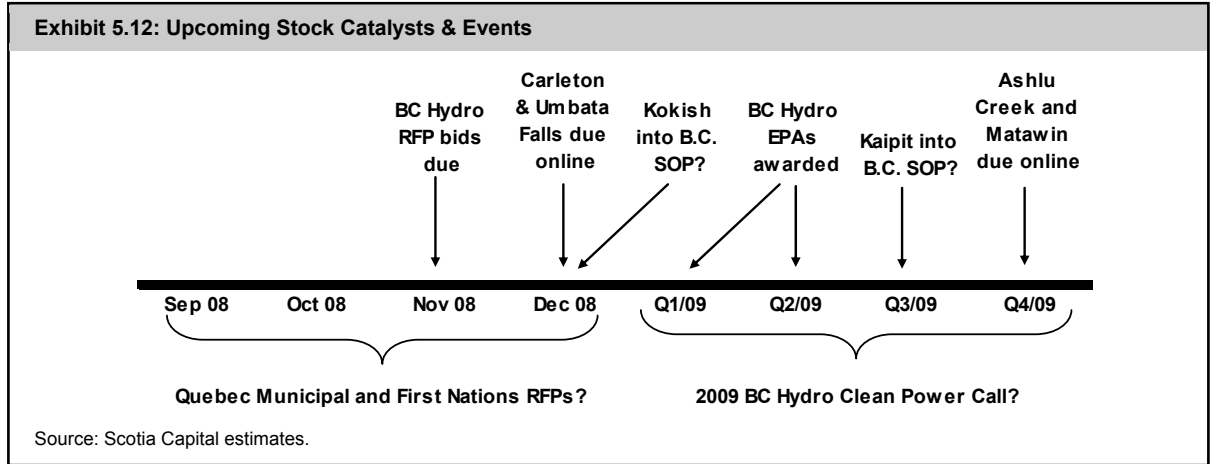 Exhibit 5.12: Upcoming Stock Catalysts & Events
BC Hydro
RFP bids
due
Carleton
& Umbata
Falls due
online
Kokish
into B.C.
SOP?
BC Hydro
EPAs
awarded
Kaipit into
B.C. SOP?
Ashlu
Creek and
Matawin
due online
Sep 08 Oct 08 Nov 08 Dec 08 Q1/09 Q2/09 Q3/09 Q4/09
Quebec Municipal and First Nations RFPs? 2009 BC Hydro Clean Power Call?
Source: Scotia Capital estimates.